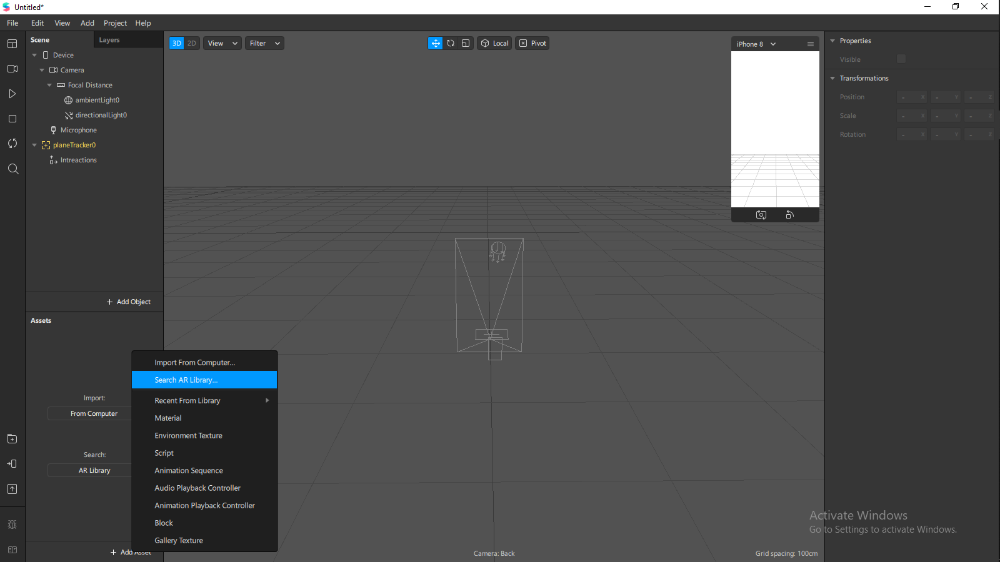 Untitled*
File Edit View Add Project Help
Scene Layers
Device
Camera
Focal Distance
ambientLight0
directionalLight0
Microphone
planeTracker0
Intreactions
+ Add Object
Assets
Import:
From Computer
Search:
AR Library
+ Add Asset
Import From Computer...
Search AR Library...
Recent From Library
Material
Environment Texture
Script
Animation Sequence
Audio Playback Controller
Animation Playback Controller
Block
Gallery Texture
3D 2D View Filter
Local Pivot
iPhone 8
Camera: Back
Grid spacing: 100cm
Properties
Visible
Transformations
Position - X - Y - Z
Scale - X - Y - Z
Rotation - X - Y - Z
Activate Windows
Go to Settings to activate Windows.